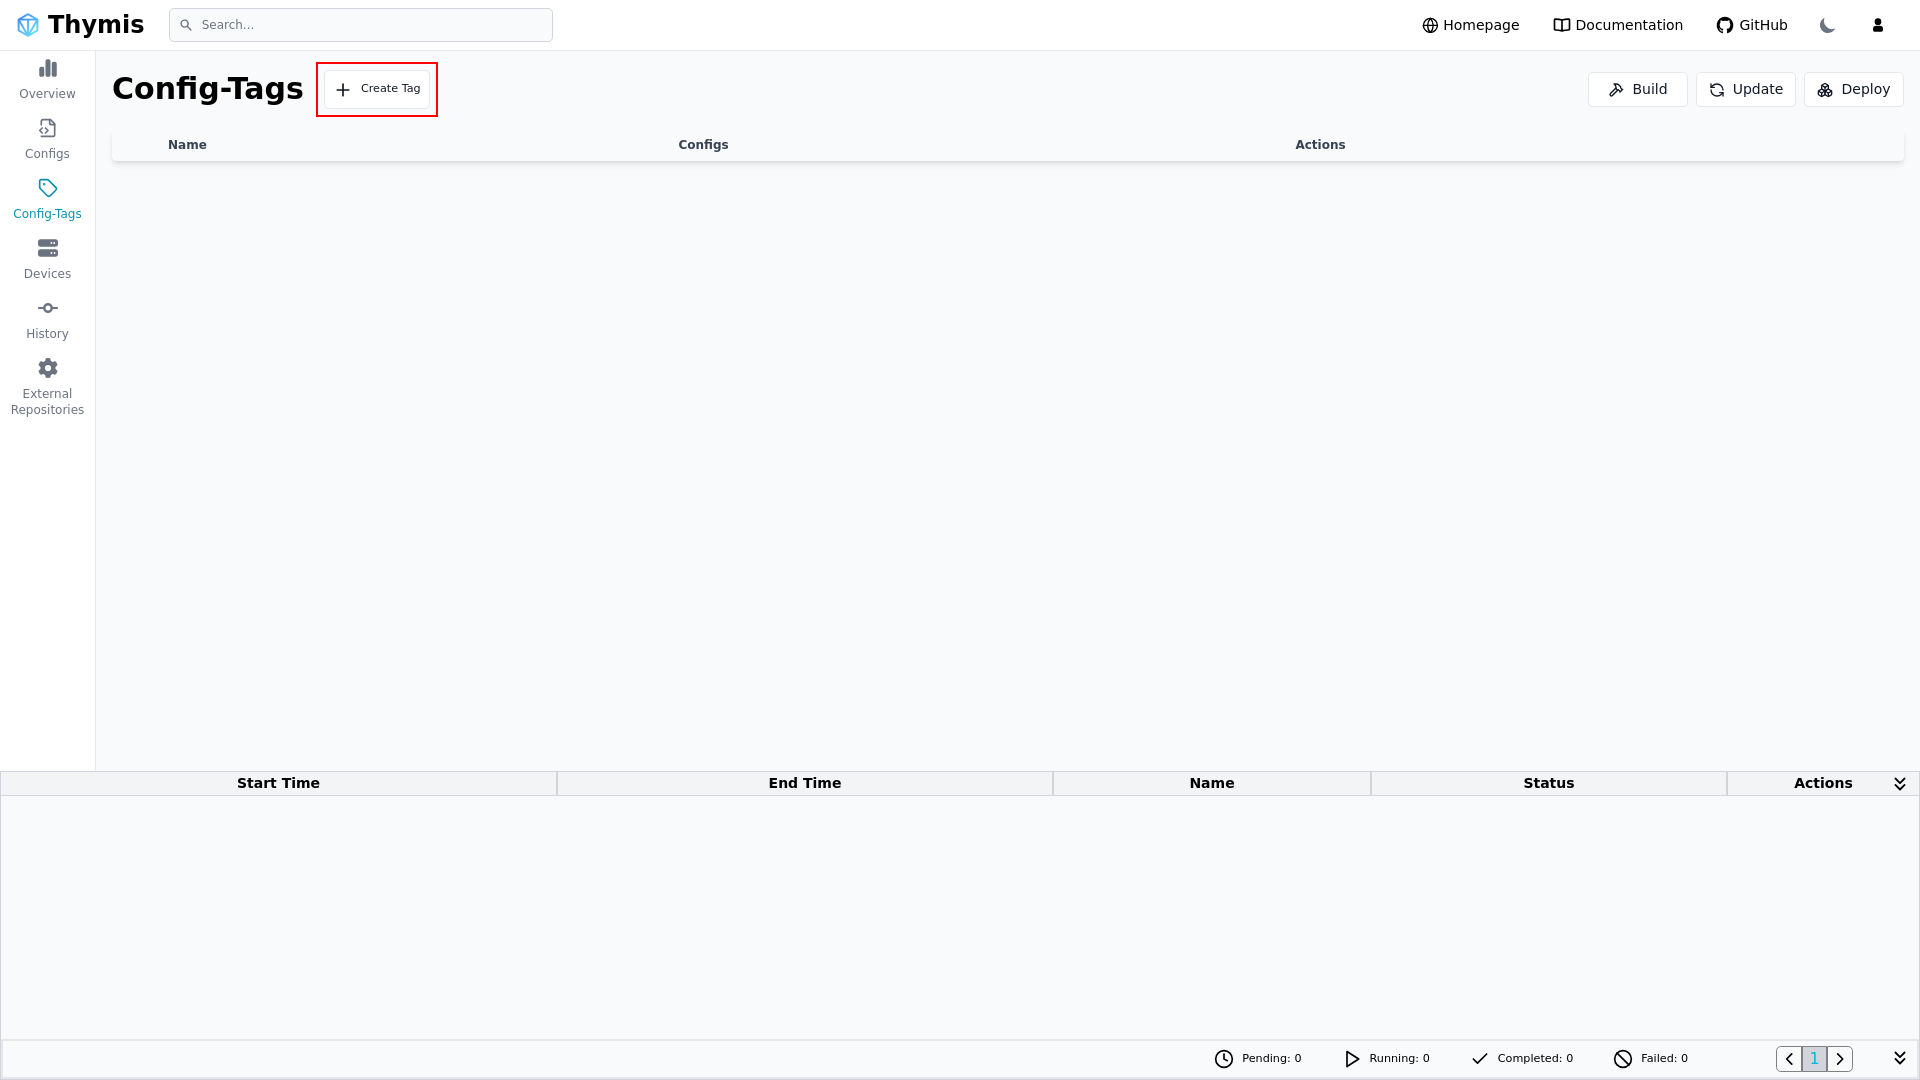 Thymis
Search...
Homepage
Documentation
GitHub
Overview
Configs
Config-Tags
Devices
History
External
Repositories
Config-Tags
Create Tag
Build
Update
Deploy
Name Configs Actions
Start Time End Time Name Status Actions
Pending: 0 Running: 0 Completed: 0 Failed: 0 1